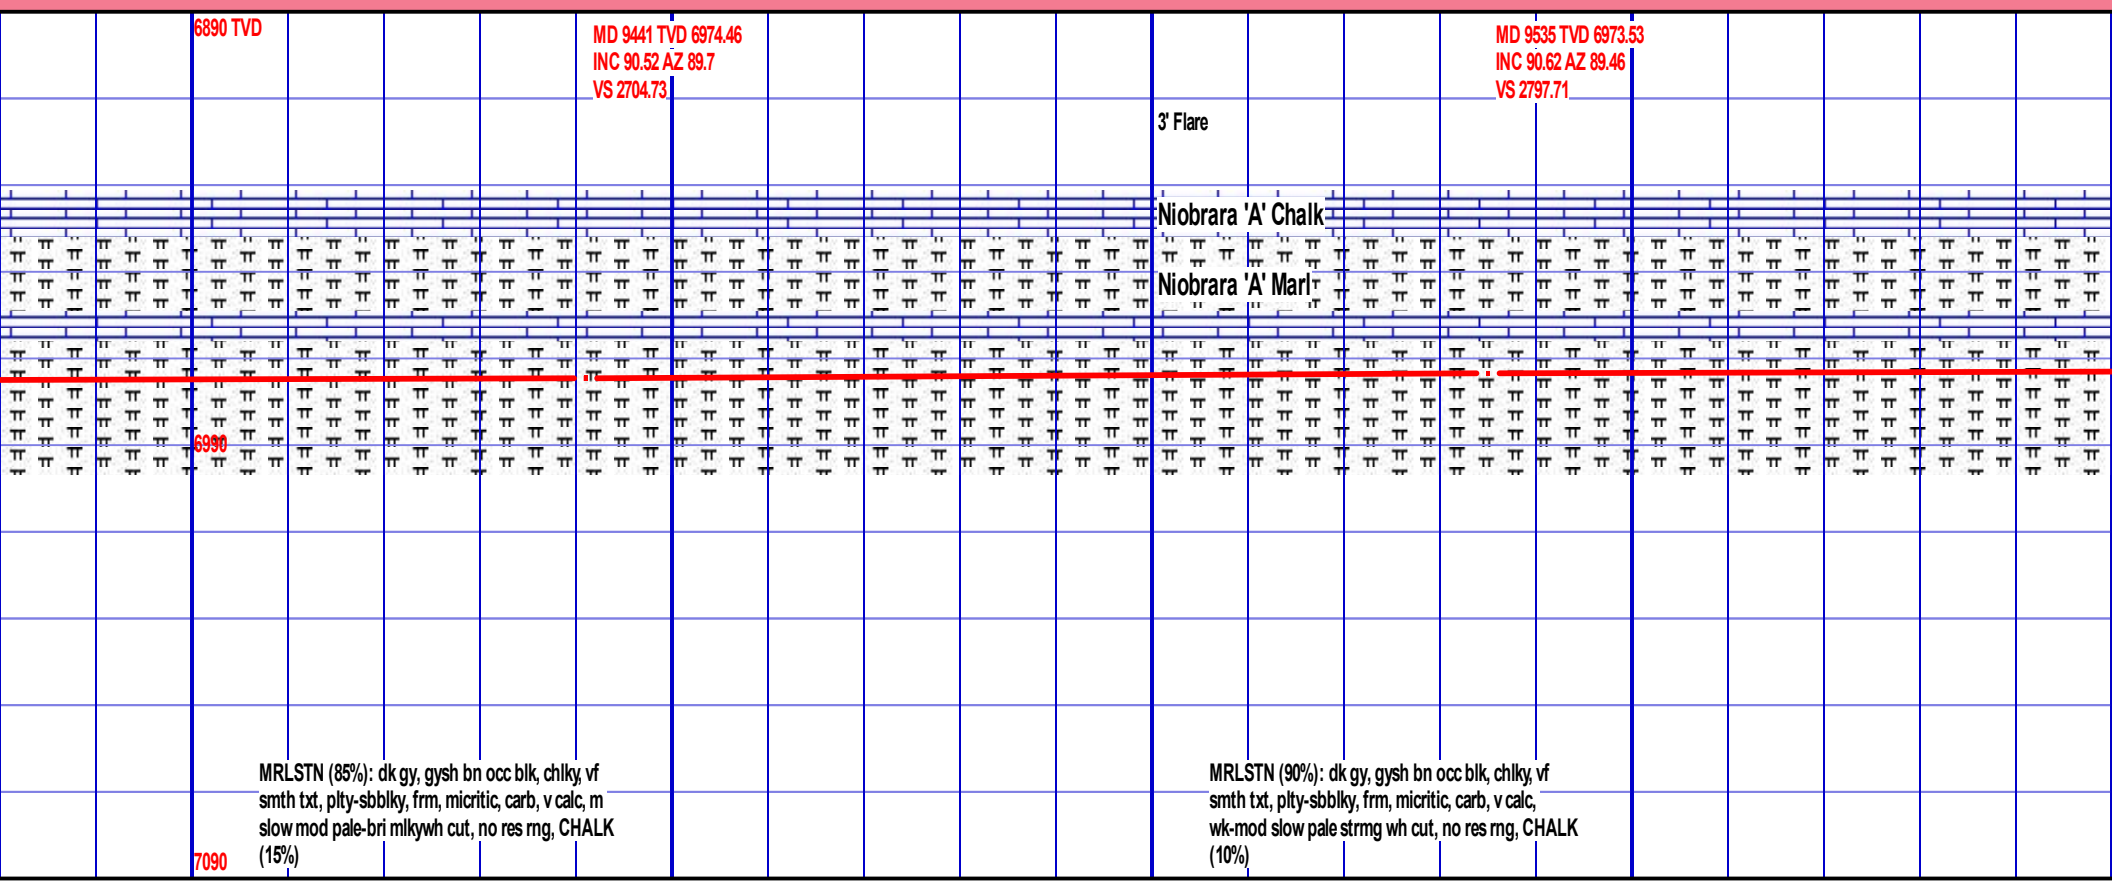 6890 TVD
MD 9441 TVD 6974.46
INC 90.52 AZ 89.7
VS 2704.73
MD 9535 TVD 6973.53
INC 90.62 AZ 89.46
VS 2797.71
3' Flare
Niobrara 'A' Chalk
Niobrara 'A' Marl
6990
MRLSTN (85%): dk gy, gysh bn occ blk, chlky, vf
smth txt, plty-sbblky, frm, micritic, carb, v calc, m
slow mod pale-bri mlkywh cut, no res rng, CHALK
(15%)
MRLSTN (90%): dk gy, gysh bn occ blk, chlky, vf
smth txt, plty-sbblky, frm, micritic, carb, v calc,
wk-mod slow pale strmg wh cut, no res rng, CHALK
(10%)
7090